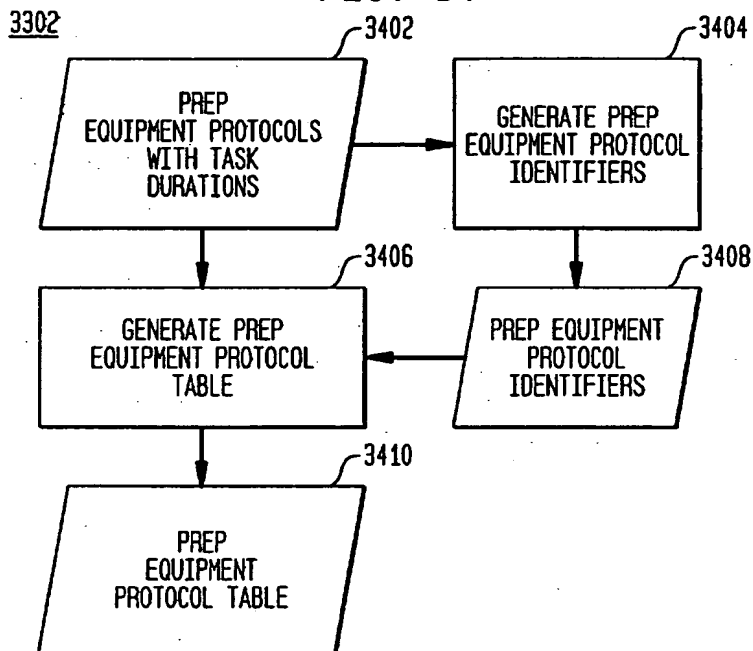 3302
3402
PREP
EQUIPMENT PROTOCOLS
WITH TASK
DURATIONS
3404
GENERATE PREP
EQUIPMENT PROTOCOL
IDENTIFIERS
3406
GENERATE PREP
EQUIPMENT PROTOCOL
TABLE
3408
PREP EQUIPMENT
PROTOCOL
IDENTIFIERS
3410
PREP
EQUIPMENT
PROTOCOL TABLE